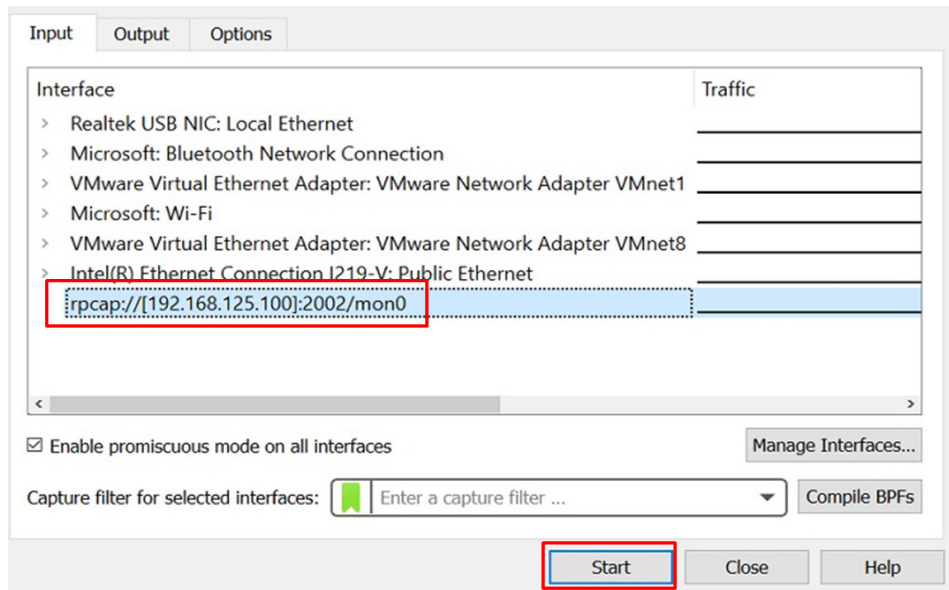 Input Output Options
Interface Traffic
Realtek USB NIC: Local Ethernet
Microsoft: Bluetooth Network Connection
VMware Virtual Ethernet Adapter: VMware Network Adapter VMnet1
Microsoft: Wi-Fi
VMware Virtual Ethernet Adapter: VMware Network Adapter VMnet8
Intel(R) Ethernet Connection I219-V: Public Ethernet
rpcap://[192.168.125.100]:2002/mon0
Enable promiscuous mode on all interfaces Manage Interfaces...
Capture filter for selected interfaces: Enter a capture filter ... Compile BPFs
Start Close Help